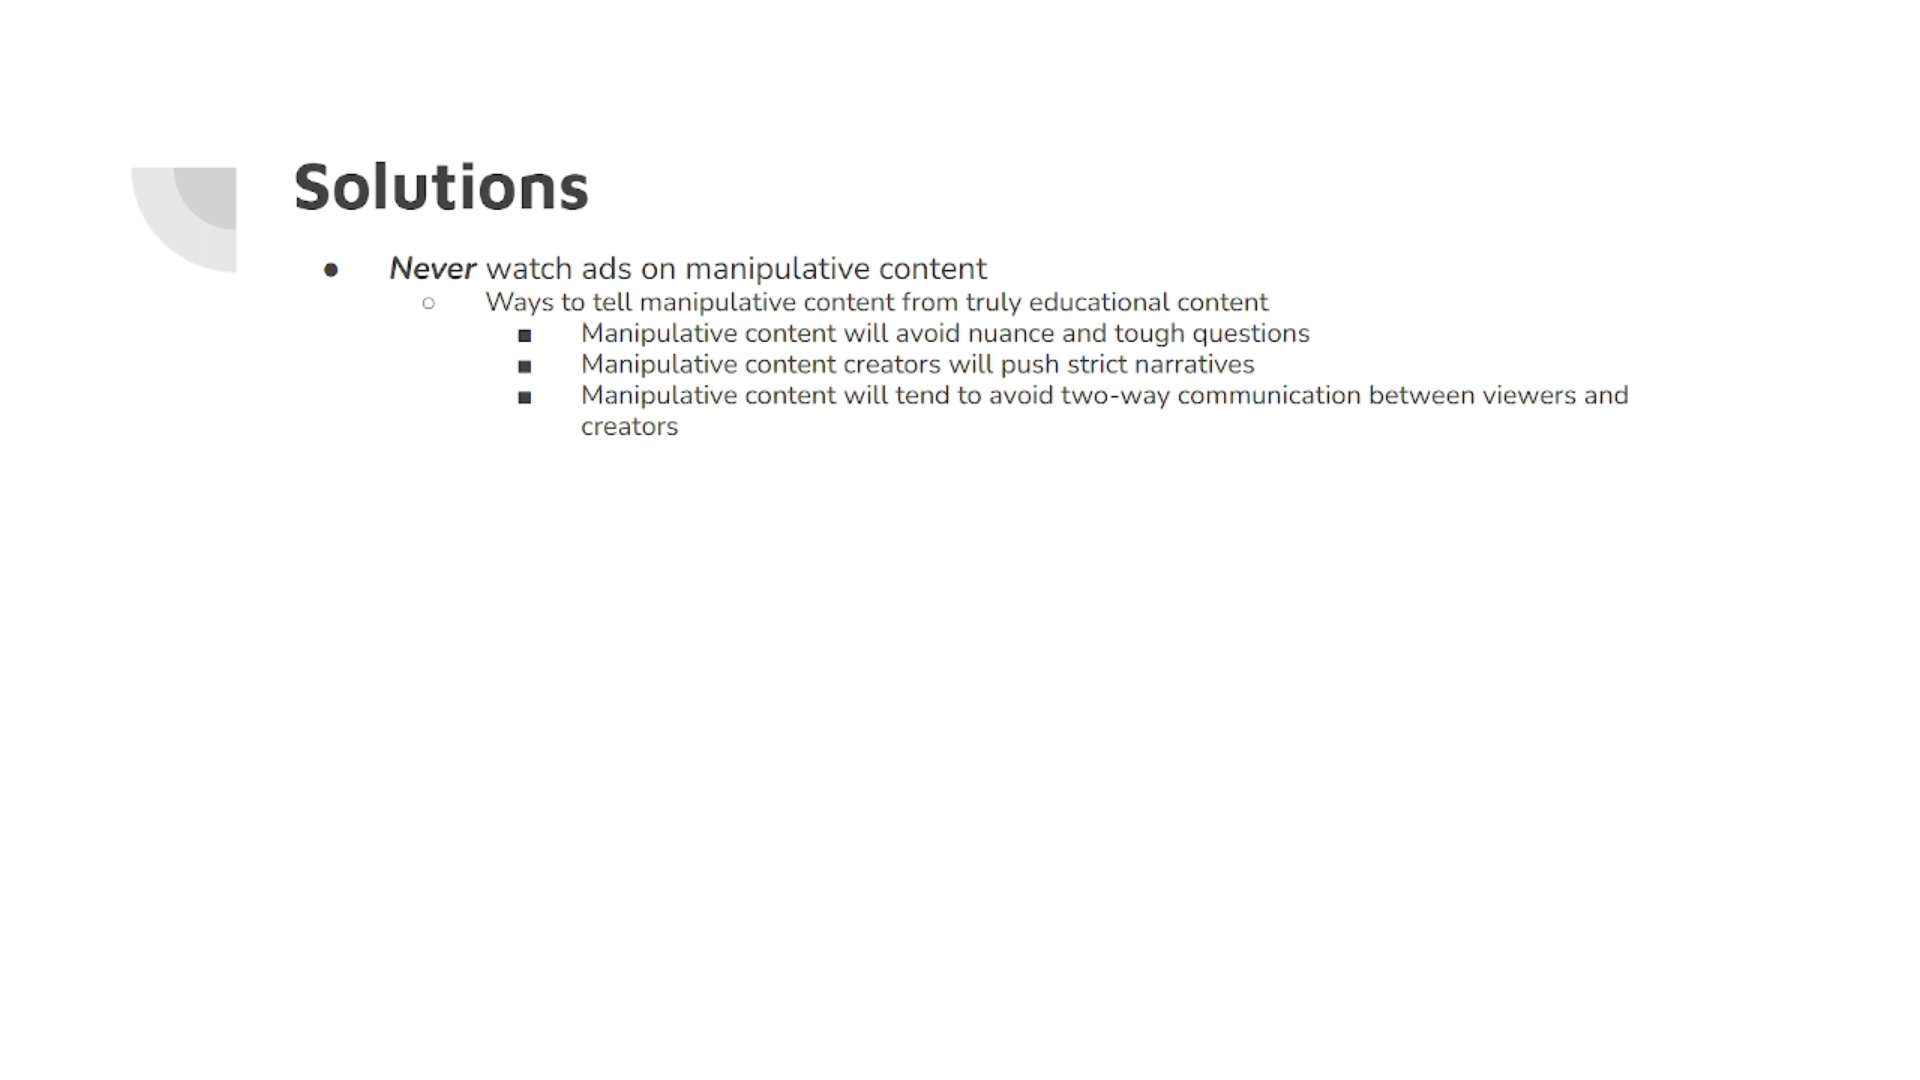 Solutions
● Never watch ads on manipulative content
○ Ways to tell manipulative content from truly educational content
■ Manipulative content will avoid nuance and tough questions
■ Manipulative content creators will push strict narratives
■ Manipulative content will tend to avoid two-way communication between viewers and
creators